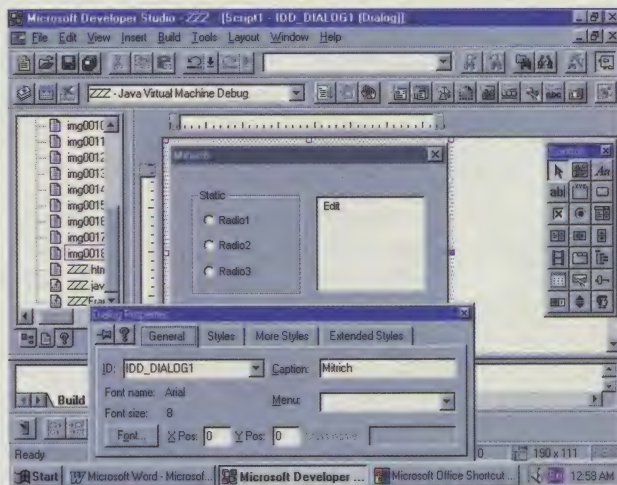 Microsoft Developer Studio - ZZZ - [Script1 - IDD_DIALOG1 (Dialog)]
File Edit View Insert Build Tools Layout Window Help
ZZZ - Java Virtual Machine Debug
img0010
img0011
img0012
img0013
img0014
img0015
img0016
img0017
img0018
ZZZ.htm
ZZZ.jav
ZZZFra
Mitrich
Static
Radio1
Radio2
Radio3
Edit
Controls
Aa
abl
Dialog Properties
General Styles More Styles Extended Styles
ID: IDD_DIALOG1 Caption: Mitrich
Font name: Arial
Menu:
Font size: 8
Font... X Pos: 0 Y Pos: 0
Build
Ready
0 190 x 111
Start Microsoft Word - Microsof... Microsoft Developer ... Microsoft Office Shortcut ... 12:58 AM